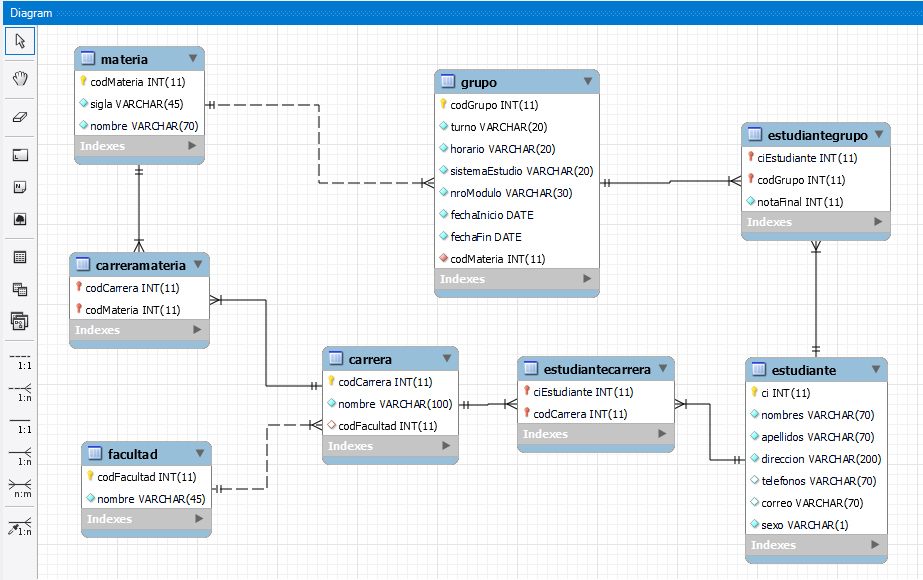 Diagram
materia
codMateria INT(11)
sigla VARCHAR(45)
nombre VARCHAR(70)
Indexes
grupo
codGrupo INT(11)
turno VARCHAR(20)
horario VARCHAR(20)
sistemaEstudio VARCHAR(20)
nroModulo VARCHAR(30)
fechaInicio DATE
fechaFin DATE
codMateria INT(11)
Indexes
estudiantegrupo
ciEstudiante INT(11)
codGrupo INT(11)
notaFinal INT(11)
Indexes
carreramateria
codCarrera INT(11)
codMateria INT(11)
Indexes
carrera
codCarrera INT(11)
nombre VARCHAR(100)
codFacultad INT(11)
Indexes
estudiantecarrera
ciEstudiante INT(11)
codCarrera INT(11)
Indexes
estudiante
ci INT(11)
nombres VARCHAR(70)
apellidos VARCHAR(70)
direccion VARCHAR(200)
telefonos VARCHAR(70)
correo VARCHAR(70)
sexo VARCHAR(1)
Indexes
facultad
codFacultad INT(11)
nombre VARCHAR(45)
Indexes
1:1
1:n
1:1
1:n
n:m
1:n